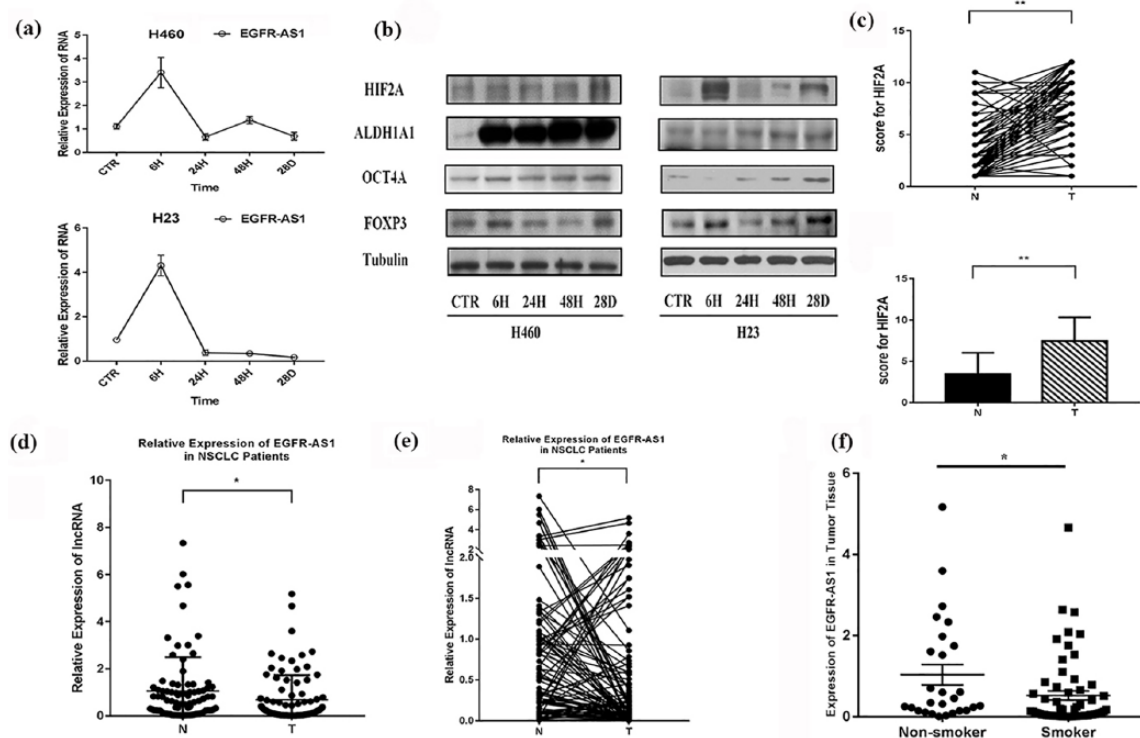 (a)
H460
EGFR-AS1
Relative Expression of RNA
5
4
3
2
1
0
CTR
6H
24H
48H
28D
Time
H23
EGFR-AS1
Relative Expression of RNA
6
4
2
0
CTR
6H
24H
48H
28D
Time
(b)
HIF2A
ALDH1A1
OCT4A
FOXP3
Tubulin
CTR 6H 24H 48H 28D
H460
CTR 6H 24H 48H 28D
H23
(c)
**
score for HIF2A
15
10
5
0
N
T
**
score for HIF2A
15
10
5
0
N
T
(d)
Relative Expression of EGFR-AS1
in NSCLC Patients
*
Relative Expression of lncRNA
10
8
6
4
2
0
N
T
(e)
Relative Expression of EGFR-AS1
in NSCLC Patients
*
Relative Expression of lncRNA
8
6
4
2
2.0
1.5
1.0
0.5
0.0
N
T
(f)
*
Expression of EGFR-AS1 in Tumor Tissue
6
4
2
0
Non-smoker
Smoker